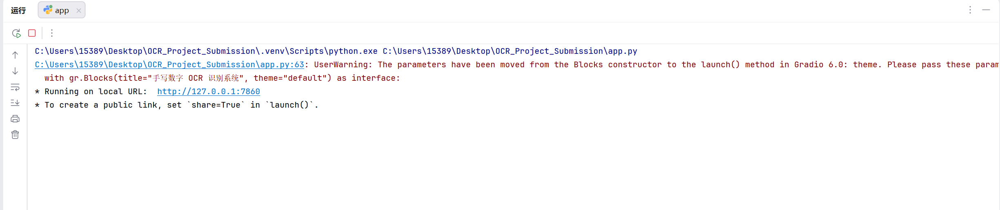 运行 app
C:\Users\15389\Desktop\OCR_Project_Submission\.venv\Scripts\python.exe C:\Users\15389\Desktop\OCR_Project_Submission\app.py
C:\Users\15389\Desktop\OCR_Project_Submission\app.py:63: UserWarning: The parameters have been moved from the Blocks constructor to the launch() method in Gradio 6.0: theme. Please pass these param
with gr.Blocks(title="手写数字 OCR 识别系统", theme="default") as interface:
* Running on local URL:  http://127.0.0.1:7860
* To create a public link, set `share=True` in `launch()`.